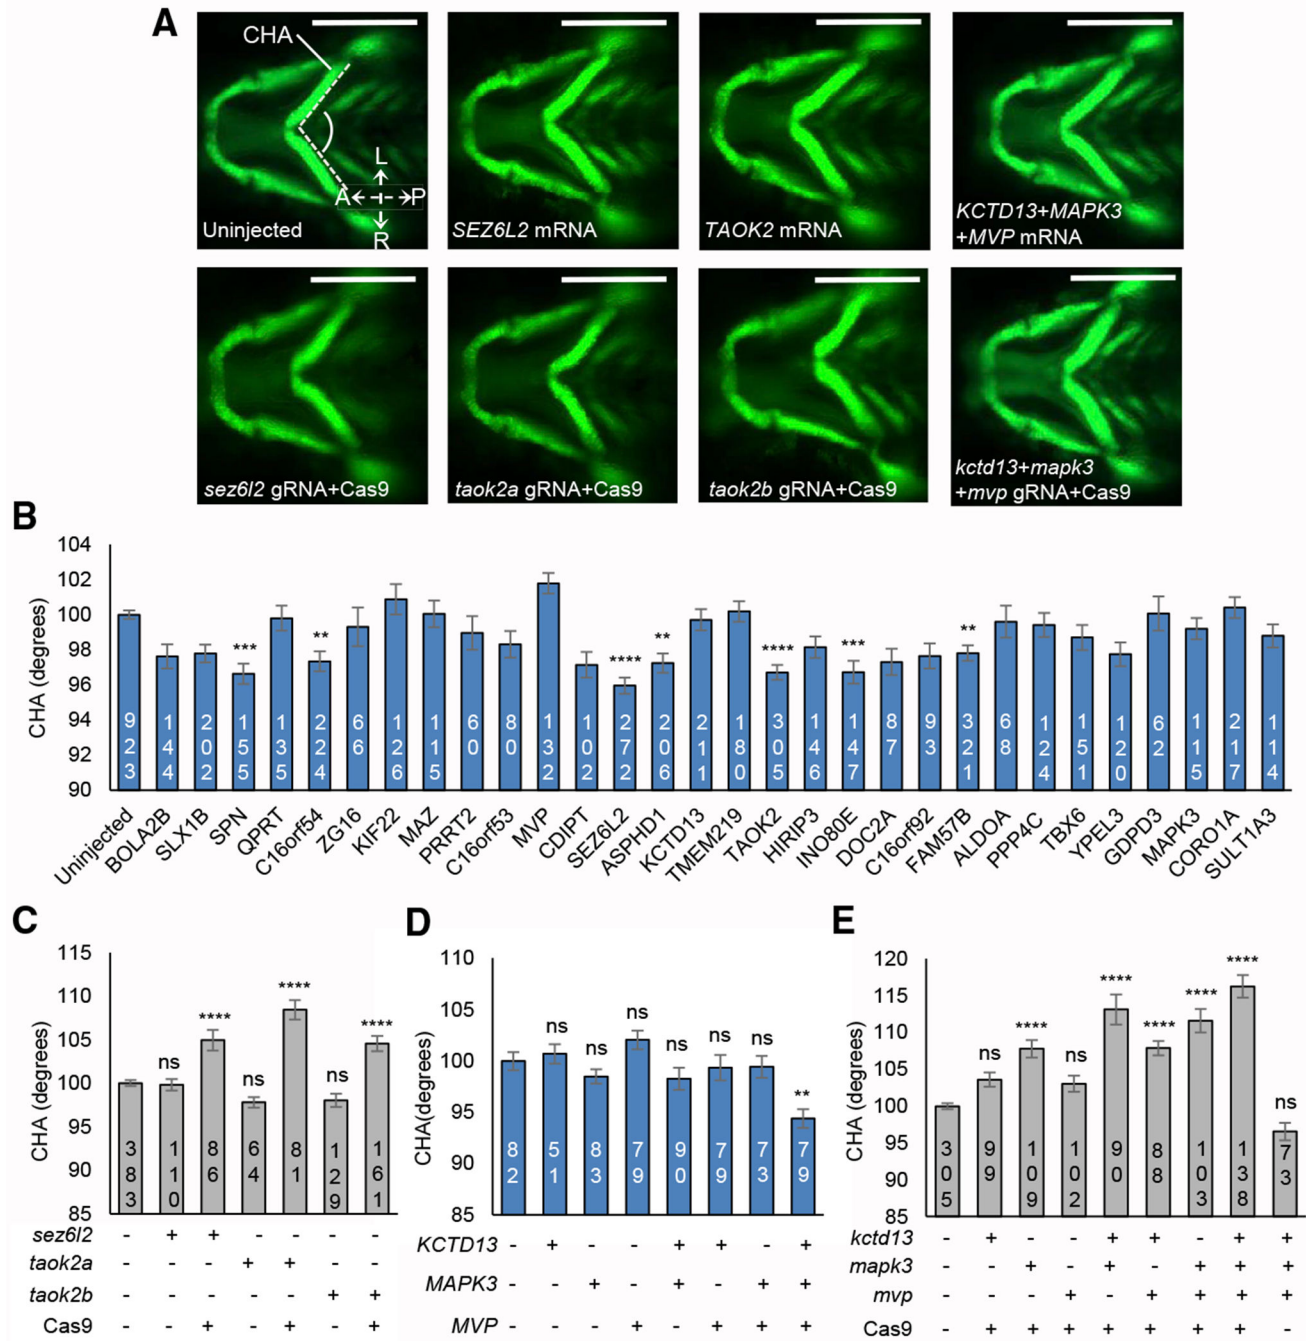 A
CHA
L
A P
R
Uninjected
SEZ6L2 mRNA
TAOK2 mRNA
KCTD13+MAPK3
+MVP mRNA
sez6l2 gRNA+Cas9
taok2a gRNA+Cas9
taok2b gRNA+Cas9
kctd13+mapk3
+mvp gRNA+Cas9
B
CHA (degrees)
104
102
100
98
96
94
92
90
*** ** **** ** **** *** **
923 144 202 155 135 224 66 126 115 60 80 132 102 272 206 211 180 305 146 147 87 93 321 68 124 151 120 62 115 217 114
Uninjected BOLA2B SLX1B SPN QPRT C16orf54 ZG16 KIF22 MAZ PRRT2 C16orf53 MVP CDIPT SEZ6L2 ASPHD1 KCTD13 TMEM219 TAOK2 HIRIP3 INO80E DOC2A C16orf92 FAM57B ALDOA PPP4C TBX6 YPEL3 GDPD3 MAPK3 CORO1A SULT1A3
C
CHA (degrees)
115
110
105
100
95
90
85
ns **** ns **** ns ****
383 110 86 64 81 129 161
sez6l2 - + + - - - -
taok2a - - - + + - -
taok2b - - - - - + +
Cas9 - - + - + - +
D
CHA(degrees)
110
105
100
95
90
85
ns ns ns ns ns ns **
82 51 83 79 90 79 73 79
KCTD13 - + - - + + - +
MAPK3 - - + - + - + +
MVP - - - + - + + +
E
CHA (degrees)
120
115
110
105
100
95
90
85
ns **** ns **** **** **** **** ns
305 99 109 102 90 88 103 138 73
kctd13 - + - - + + - + +
mapk3 - - + - + - + + +
mvp - - - + - + + + +
Cas9 - + + + + + + + -